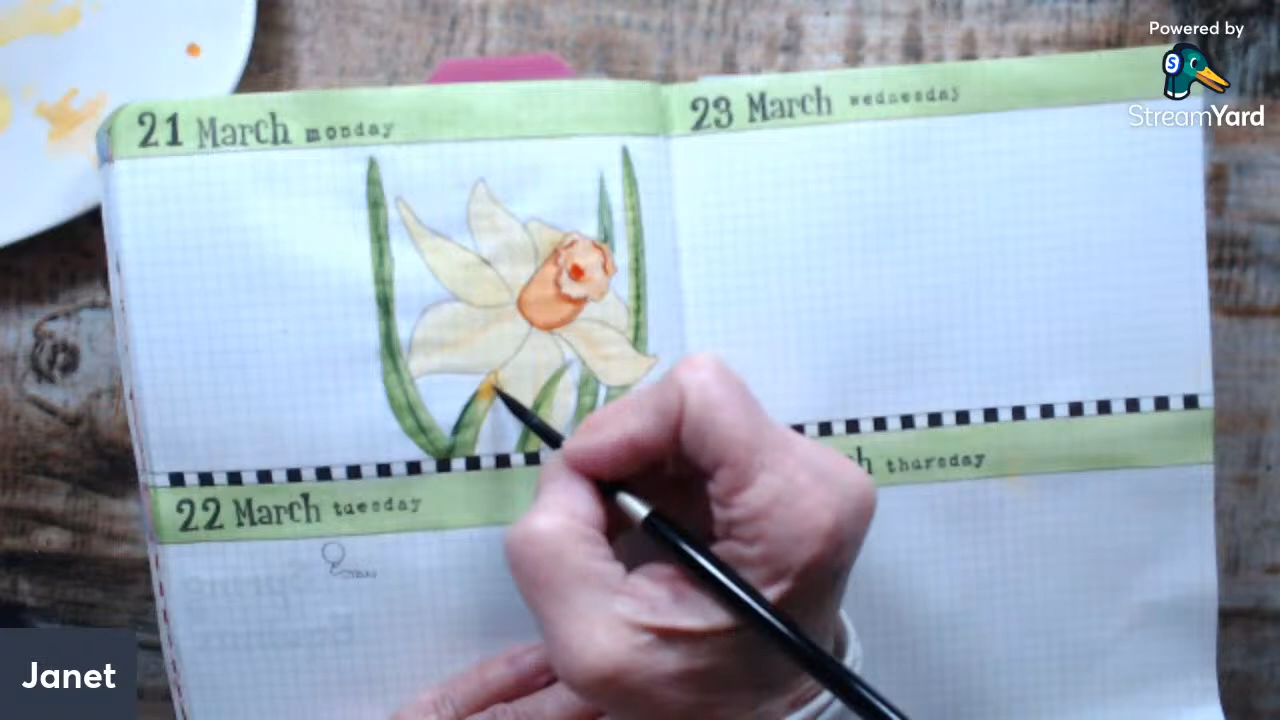 Powered by
StreamYard
21 March monday
23 March wednesday
h thursday
22 March tuesday
Janet